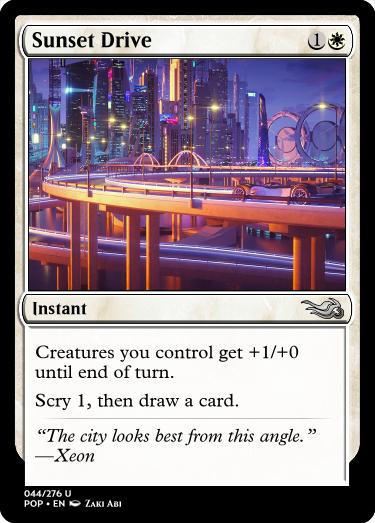 Sunset Drive 1
Instant
Creatures you control get +1/+0
until end of turn.
Scry 1, then draw a card.
“The city looks best from this angle.”
—Xeon
044/276 U
POP • EN Zaki Abi